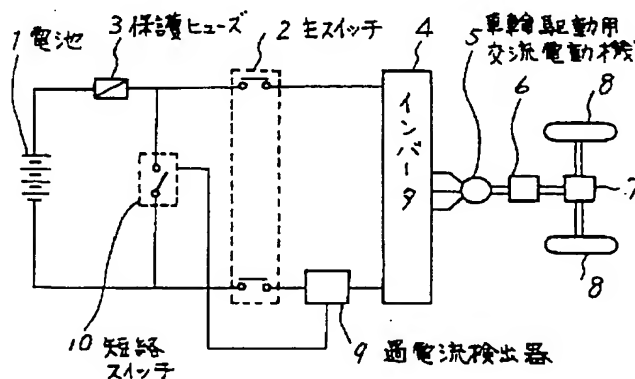 1 電池
3 保護ヒューズ
2 主スイッチ
4
インバータ
5
車輪駆動用
交流電動機
6
7
8
8
9 過電流検出器
10 短絡
スイッチ